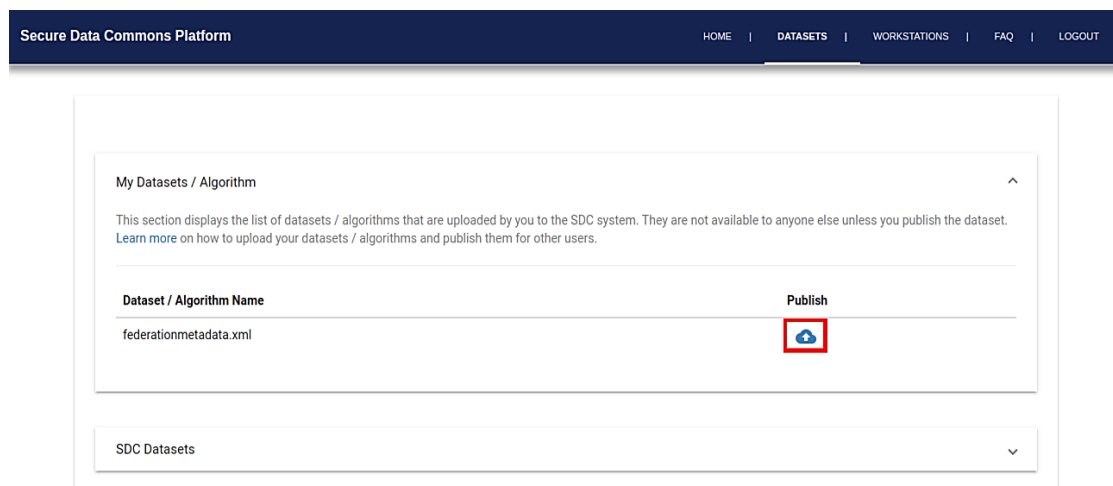 Secure Data Commons Platform
HOME | DATASETS | WORKSTATIONS | FAQ | LOGOUT
My Datasets / Algorithm
This section displays the list of datasets / algorithms that are uploaded by you to the SDC system. They are not available to anyone else unless you publish the dataset.
Learn more on how to upload your datasets / algorithms and publish them for other users.
Dataset / Algorithm Name Publish
federationmetadata.xml
SDC Datasets